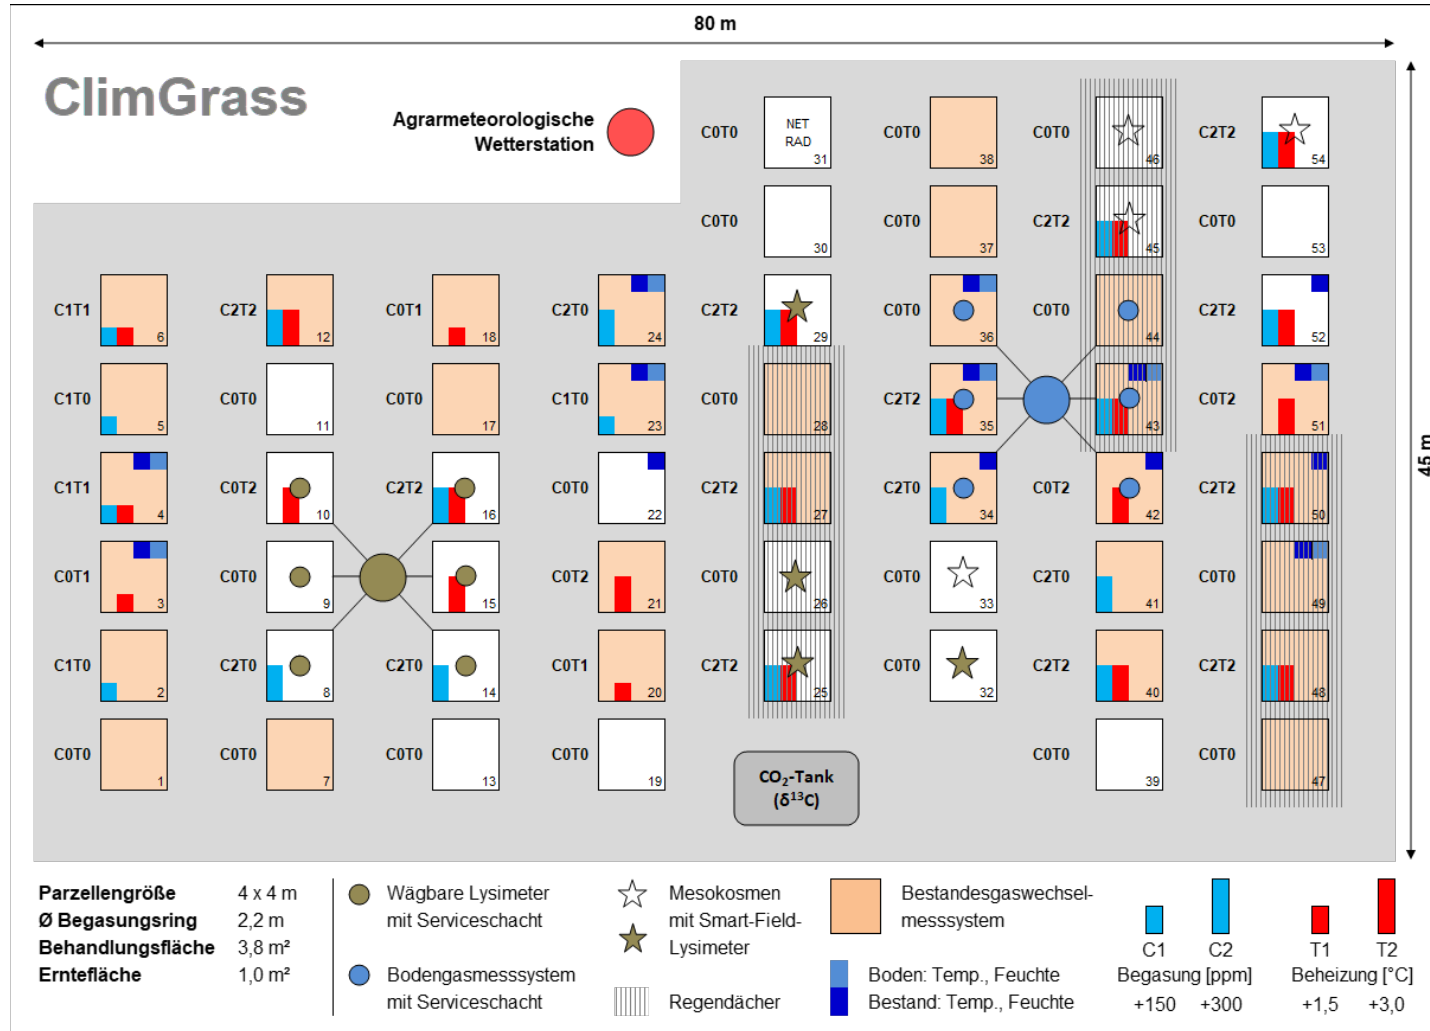 80 m
ClimGrass
Agrarmeteorologische
Wetterstation
45 m
C0T0 NET RAD 31
C0T0 38
C0T0 46
C2T2 54
C0T0 30
C0T0 37
C2T2 45
C0T0 53
C1T1 6
C2T2 12
C0T1 18
C2T0 24
C2T2 29
C0T0 36
C0T0 44
C2T2 52
C1T0 5
C0T0 11
C0T0 17
C1T0 23
C0T0 28
C2T2 35
43
C0T2 51
C1T1 4
C0T2 10
C2T2 16
C0T0 22
C2T2 27
C2T0 34
C0T2 42
C2T2 50
C0T1 3
C0T0 9
15
C0T2 21
C0T0 26
C0T0 33
C2T0 41
C0T0 49
C1T0 2
C2T0 8
C2T0 14
C0T1 20
C2T2 25
C0T0 32
C2T2 40
C2T2 48
C0T0 1
C0T0 7
C0T0 13
C0T0 19
C0T0 39
C0T0 47
CO₂-Tank
(δ¹³C)
Parzellengröße 4 x 4 m
Ø Begasungsring 2,2 m
Behandlungsfläche 3,8 m²
Erntefläche 1,0 m²
Wägbare Lysimeter
mit Serviceschacht
Bodengasmesssystem
mit Serviceschacht
Mesokosmen
mit Smart-Field-
Lysimeter
Regendächer
Bestandesgaswechsel-
messsystem
Boden: Temp., Feuchte
Bestand: Temp., Feuchte
C1 C2
Begasung [ppm]
+150 +300
T1 T2
Beheizung [°C]
+1,5 +3,0